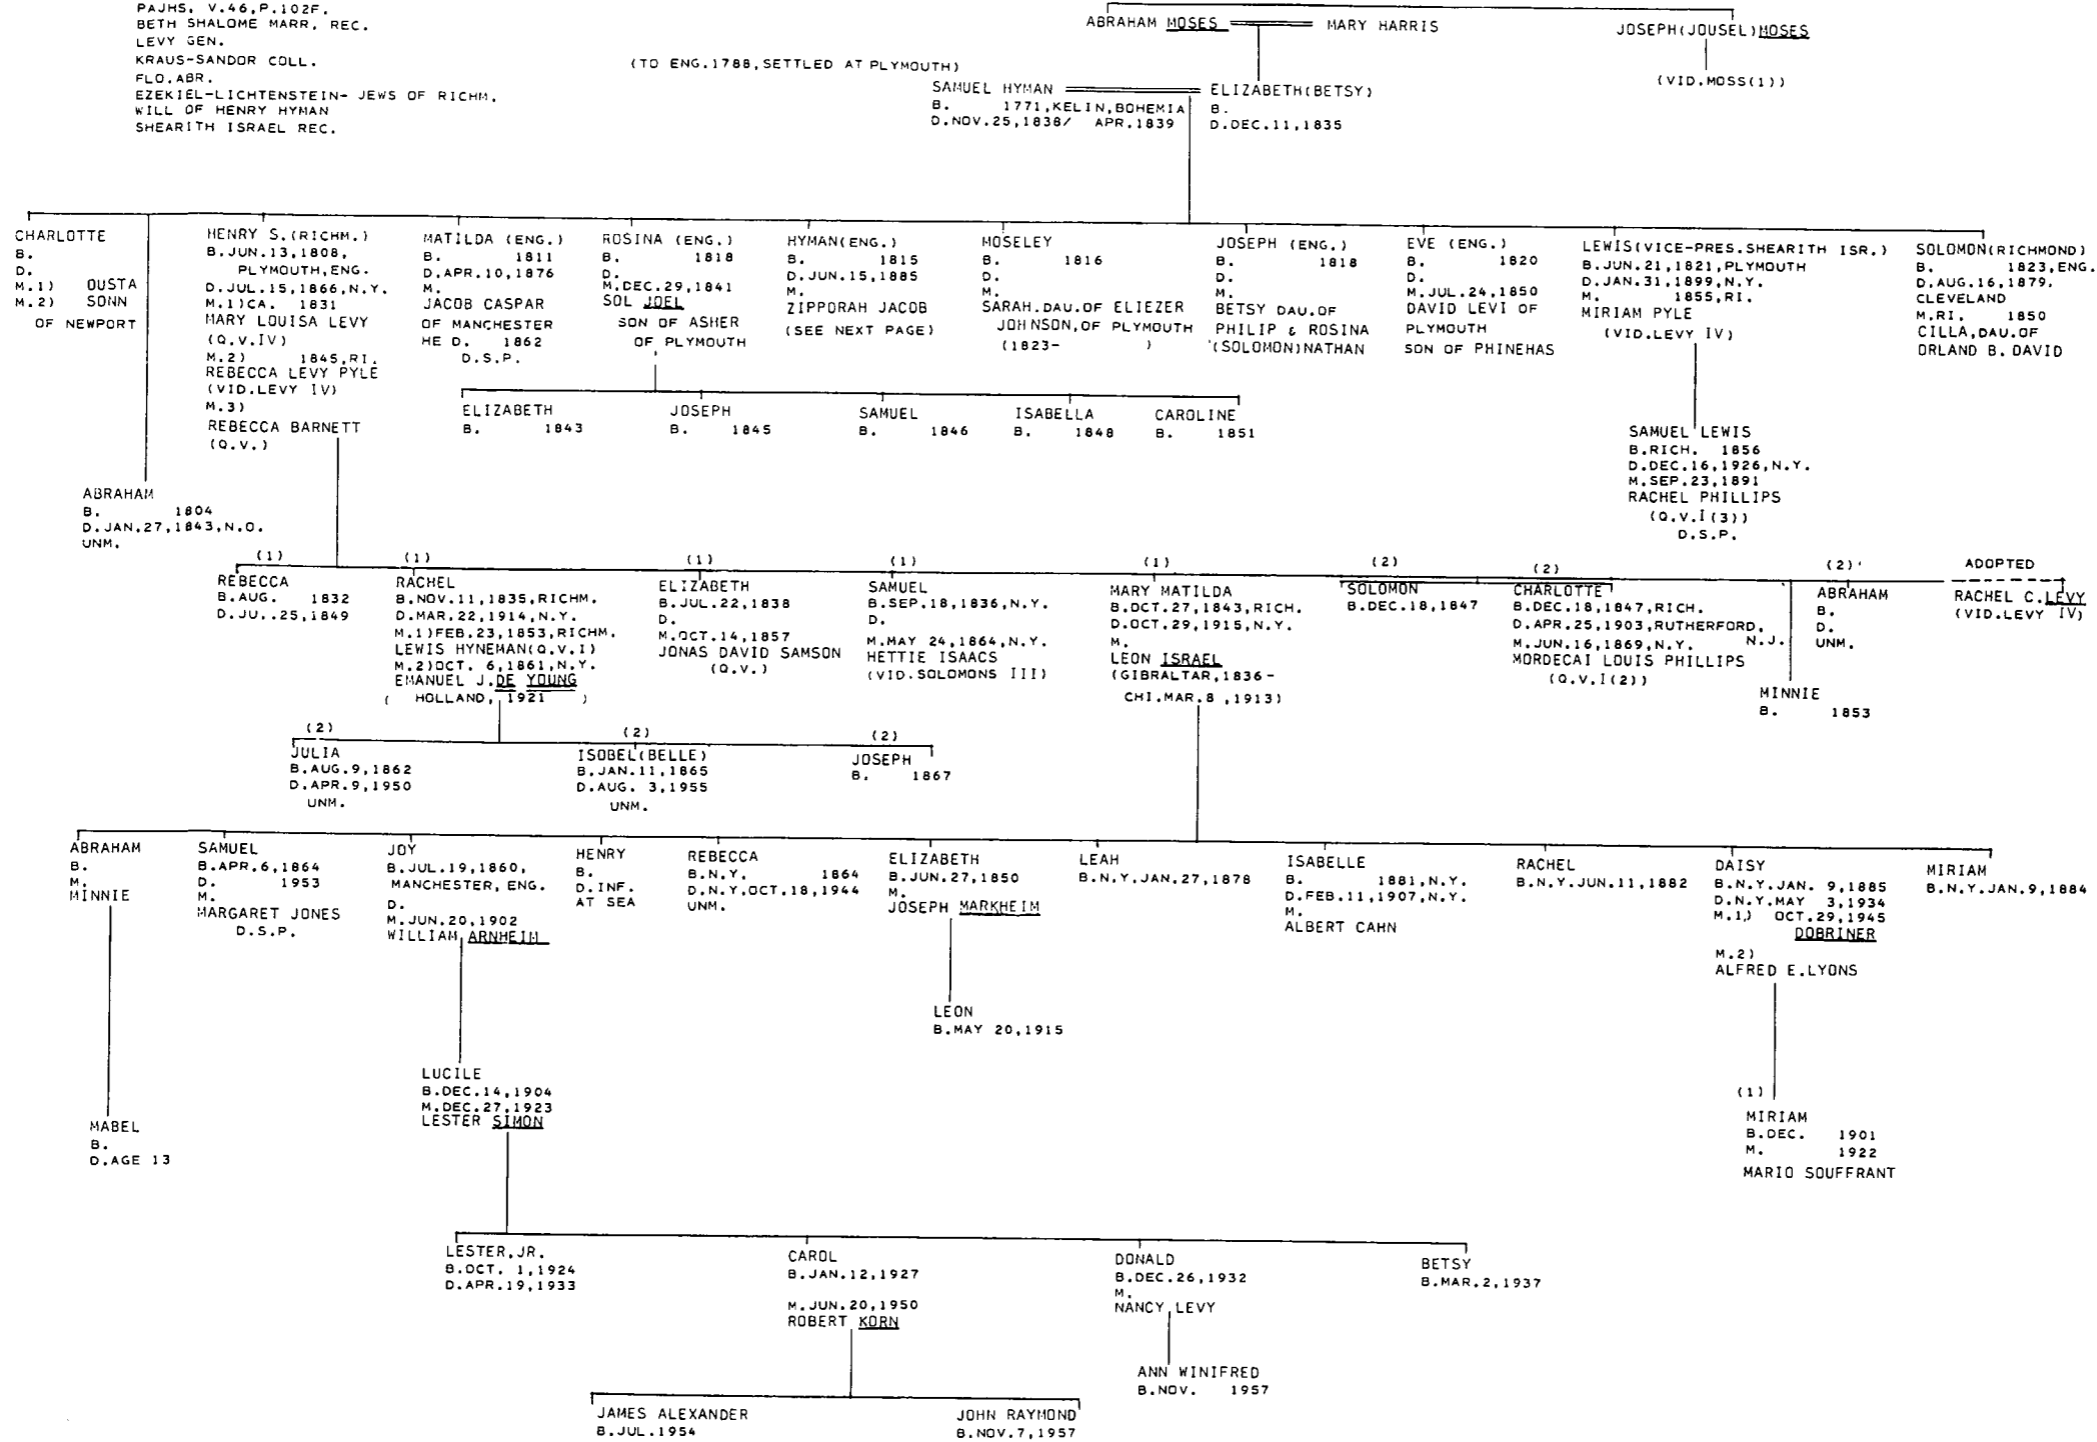 PAJHS. V.46,P.102F.
BETH SHALOME MARR. REC.
LEVY GEN.
KRAUS-SANDOR COLL.
FLO.ABR.
EZEKIEL-LICHTENSTEIN- JEWS OF RICHM.
WILL OF HENRY HYMAN
SHEARITH ISRAEL REC.
ABRAHAM MOSES
MARY HARRIS
JOSEPH(JOUSEL)MOSES
(VID.MOSS(1))
(TO ENG.1788,SETTLED AT PLYMOUTH)
SAMUEL HYMAN
B. 1771,KELIN,BOHEMIA
D.NOV.25,1838/ APR.1839
ELIZABETH(BETSY)
B.
D.DEC.11,1835
CHARLOTTE
B.
D.
M.1) OUSTA
M.2) SONN
OF NEWPORT
ABRAHAM
B. 1804
D.JAN.27,1843,N.O.
UNM.
HENRY S.(RICHM.)
B.JUN.13,1808,
PLYMOUTH,ENG.
D.JUL.15,1866,N.Y.
M.1)CA. 1831
MARY LOUISA LEVY
(Q.V.IV)
M.2) 1845,RI.
REBECCA LEVY PYLE
(VID.LEVY IV)
M.3)
REBECCA BARNETT
(Q.V.)
MATILDA (ENG.)
B. 1811
D.APR.10,1876
M.
JACOB CASPAR
OF MANCHESTER
HE D. 1862
D.S.P.
ROSINA (ENG.)
B. 1818
D.
M.DEC.29,1841
SOL JOEL
SON OF ASHER
OF PLYMOUTH
HYMAN(ENG.)
B. 1815
D.JUN.15,1885
M.
ZIPPORAH JACOB
(SEE NEXT PAGE)
MOSELEY
B. 1816
D.
M.
SARAH.DAU.OF ELIEZER
JOHNSON,OF PLYMOUTH
(1823- )
JOSEPH (ENG.)
B. 1818
D.
M.
BETSY DAU.OF
PHILIP & ROSINA
(SOLOMON)NATHAN
EVE (ENG.)
B. 1820
D.
M.JUL.24,1850
DAVID LEVI OF
PLYMOUTH
SON OF PHINEHAS
LEWIS(VICE-PRES.SHEARITH ISR.)
B.JUN.21,1821,PLYMOUTH
D.JAN.31,1899,N.Y.
M. 1855,RI.
MIRIAM PYLE
(VID.LEVY IV)
SOLOMON(RICHMOND)
B. 1823,ENG.
D.AUG.16,1879.
CLEVELAND
M.RI. 1850
CILLA,DAU.OF
ORLAND B. DAVID
ELIZABETH
B. 1843
JOSEPH
B. 1845
SAMUEL
B. 1846
ISABELLA
B. 1848
CAROLINE
B. 1851
SAMUEL LEWIS
B.RICH. 1856
D.DEC.16,1926,N.Y.
M.SEP.23,1891
RACHEL PHILLIPS
(Q.V.I(3))
D.S.P.
(1)
REBECCA
B.AUG. 1832
D.JU..25,1849
(1)
RACHEL
B.NOV.11,1835,RICHM.
D.MAR.22,1914,N.Y.
M.1)FEB.23,1853,RICHM.
LEWIS HYNEMAN(Q.V.I)
M.2)OCT. 6,1861,N.Y.
EMANUEL J.DE YOUNG
( HOLLAND, 1921 )
(1)
ELIZABETH
B.JUL.22,1838
D.
M.OCT.14,1857
JONAS DAVID SAMSON
(Q.V.)
(1)
SAMUEL
B.SEP.18,1836,N.Y.
D.
M.MAY 24,1864,N.Y.
HETTIE ISAACS
(VID.SOLOMONS III)
(1)
MARY MATILDA
B.OCT.27,1843,RICH.
D.OCT.29,1915,N.Y.
M.
LEON ISRAEL
(GIBRALTAR,1836-
CHI.MAR.8 ,1913)
(2)
SOLOMON
B.DEC.18,1847
(2)
CHARLOTTE
B.DEC.18,1847,RICH.
D.APR.25,1903,RUTHERFORD,
N.J.
M.JUN.16,1869,N.Y.
MORDECAI LOUIS PHILLIPS
(Q.V.I(2))
MINNIE
B. 1853
(2)
ABRAHAM
B.
D.
UNM.
ADOPTED
RACHEL C.LEVY
(VID.LEVY IV)
(2)
JULIA
B.AUG.9,1862
D.APR.9,1950
UNM.
(2)
ISOBEL(BELLE)
B.JAN.11,1865
D.AUG. 3,1955
UNM.
(2)
JOSEPH
B. 1867
ABRAHAM
B.
M.
MINNIE
SAMUEL
B.APR.6,1864
D. 1953
M.
MARGARET JONES
D.S.P.
JOY
B.JUL.19,1860,
MANCHESTER, ENG.
D.
M.JUN.20,1902
WILLIAM ARNHEIM
HENRY
B.
D.INF.
AT SEA
REBECCA
B.N.Y. 1864
D.N.Y.OCT.18,1944
UNM.
ELIZABETH
B.JUN.27,1850
M.
JOSEPH MARKHEIM
LEAH
B.N.Y.JAN.27,1878
ISABELLE
B. 1881,N.Y.
D.FEB.11,1907,N.Y.
M.
ALBERT CAHN
RACHEL
B.N.Y.JUN.11,1882
DAISY
B.N.Y.JAN. 9,1885
D.N.Y.MAY 3,1934
M.1) OCT.29,1945
DOBRINER
M.2)
ALFRED E.LYONS
MIRIAM
B.N.Y.JAN.9,1884
LEON
B.MAY 20,1915
LUCILE
B.DEC.14,1904
M.DEC.27,1923
LESTER SIMON
MABEL
B.
D.AGE 13
(1)
MIRIAM
B.DEC. 1901
M. 1922
MARIO SOUFFRANT
LESTER,JR.
B.OCT. 1,1924
D.APR.19,1933
CAROL
B.JAN.12,1927
M.JUN.20,1950
ROBERT KORN
DONALD
B.DEC.26,1932
M.
NANCY LEVY
BETSY
B.MAR.2,1937
ANN WINIFRED
B.NOV. 1957
JAMES ALEXANDER
B.JUL.1954
JOHN RAYMOND
B.NOV.7,1957